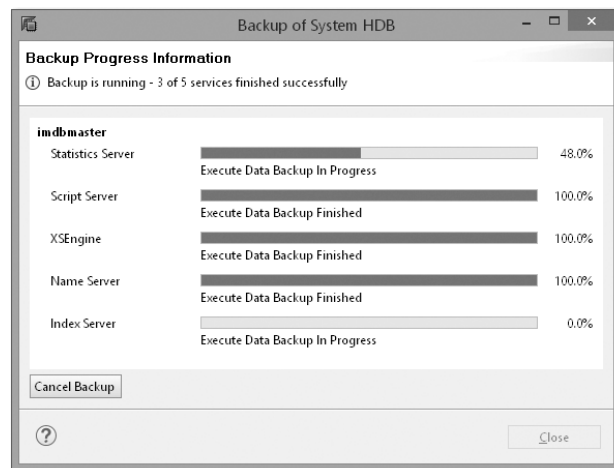 Backup of System HDB
Backup Progress Information
Backup is running - 3 of 5 services finished successfully
imdbmaster
Statistics Server 48.0%
Execute Data Backup In Progress
Script Server 100.0%
Execute Data Backup Finished
XSEngine 100.0%
Execute Data Backup Finished
Name Server 100.0%
Execute Data Backup Finished
Index Server 0.0%
Execute Data Backup In Progress
Cancel Backup
Close